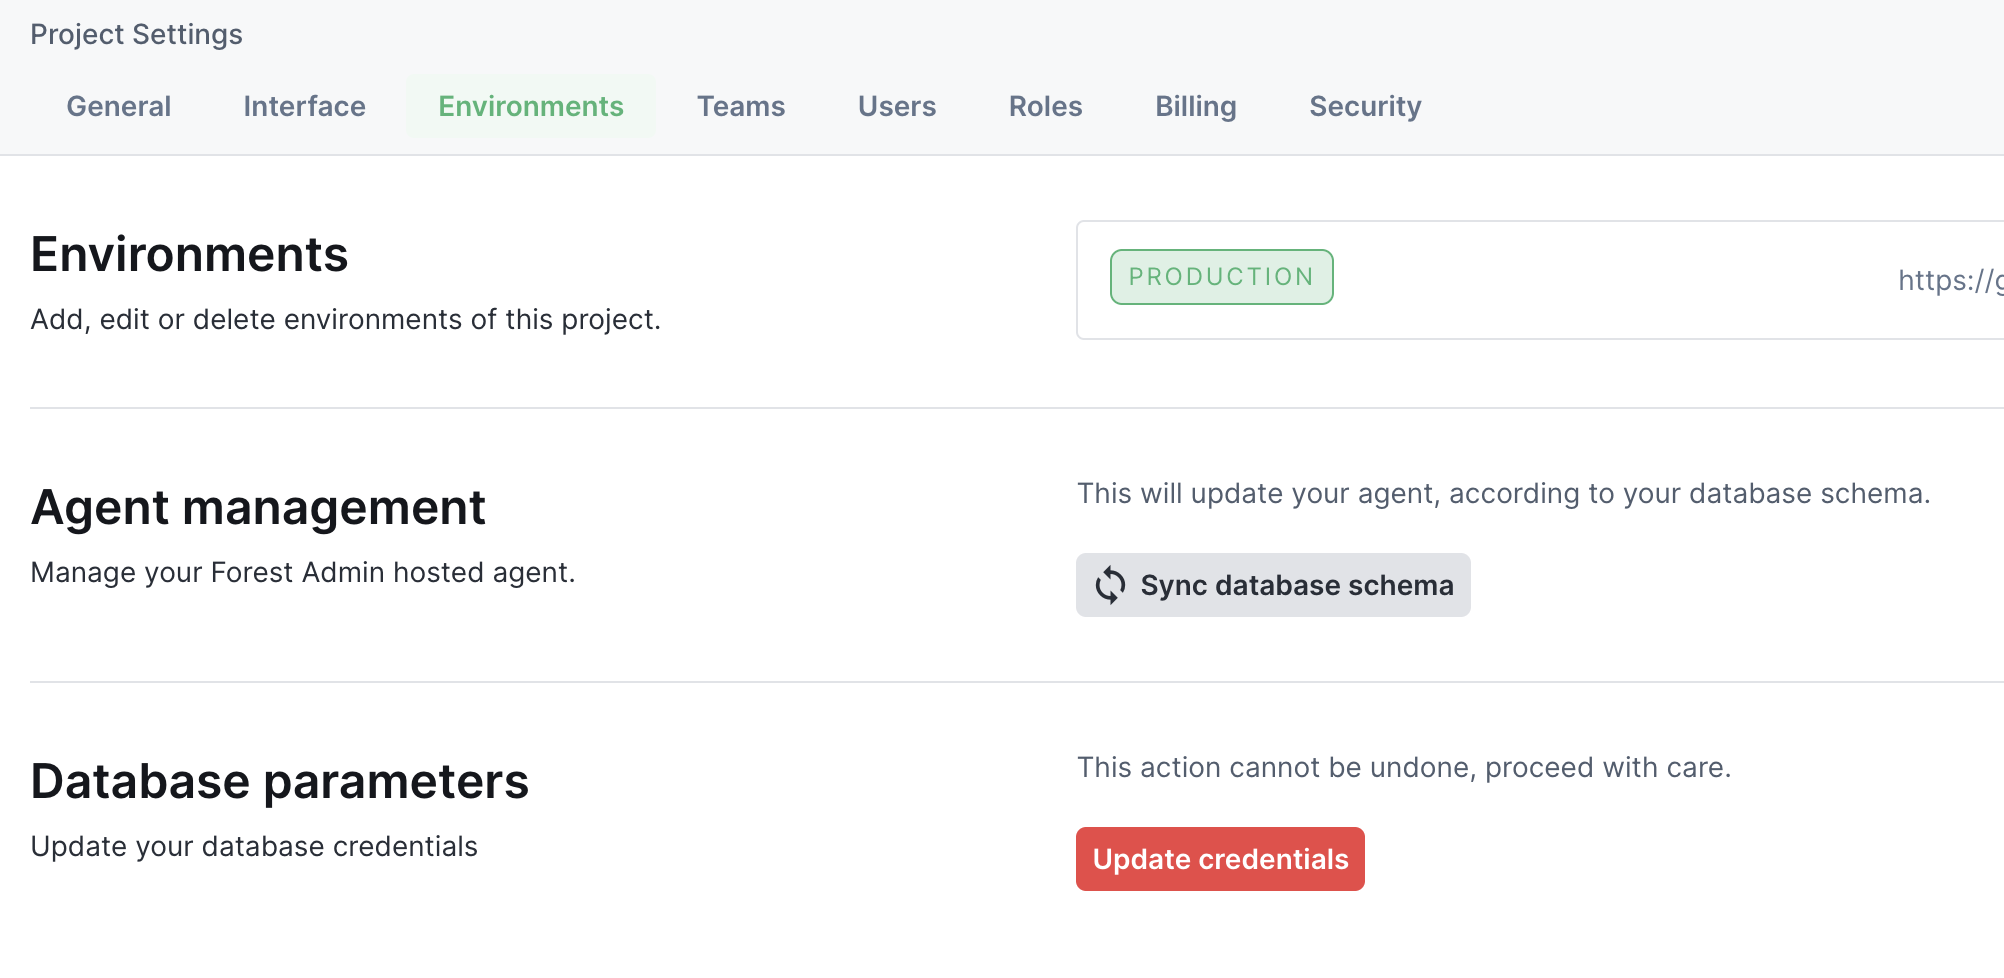 Project Settings
General Interface Environments Teams Users Roles Billing Security
Environments
Add, edit or delete environments of this project.
PRODUCTION
https://g
Agent management
Manage your Forest Admin hosted agent.
This will update your agent, according to your database schema.
Sync database schema
Database parameters
Update your database credentials
This action cannot be undone, proceed with care.
Update credentials